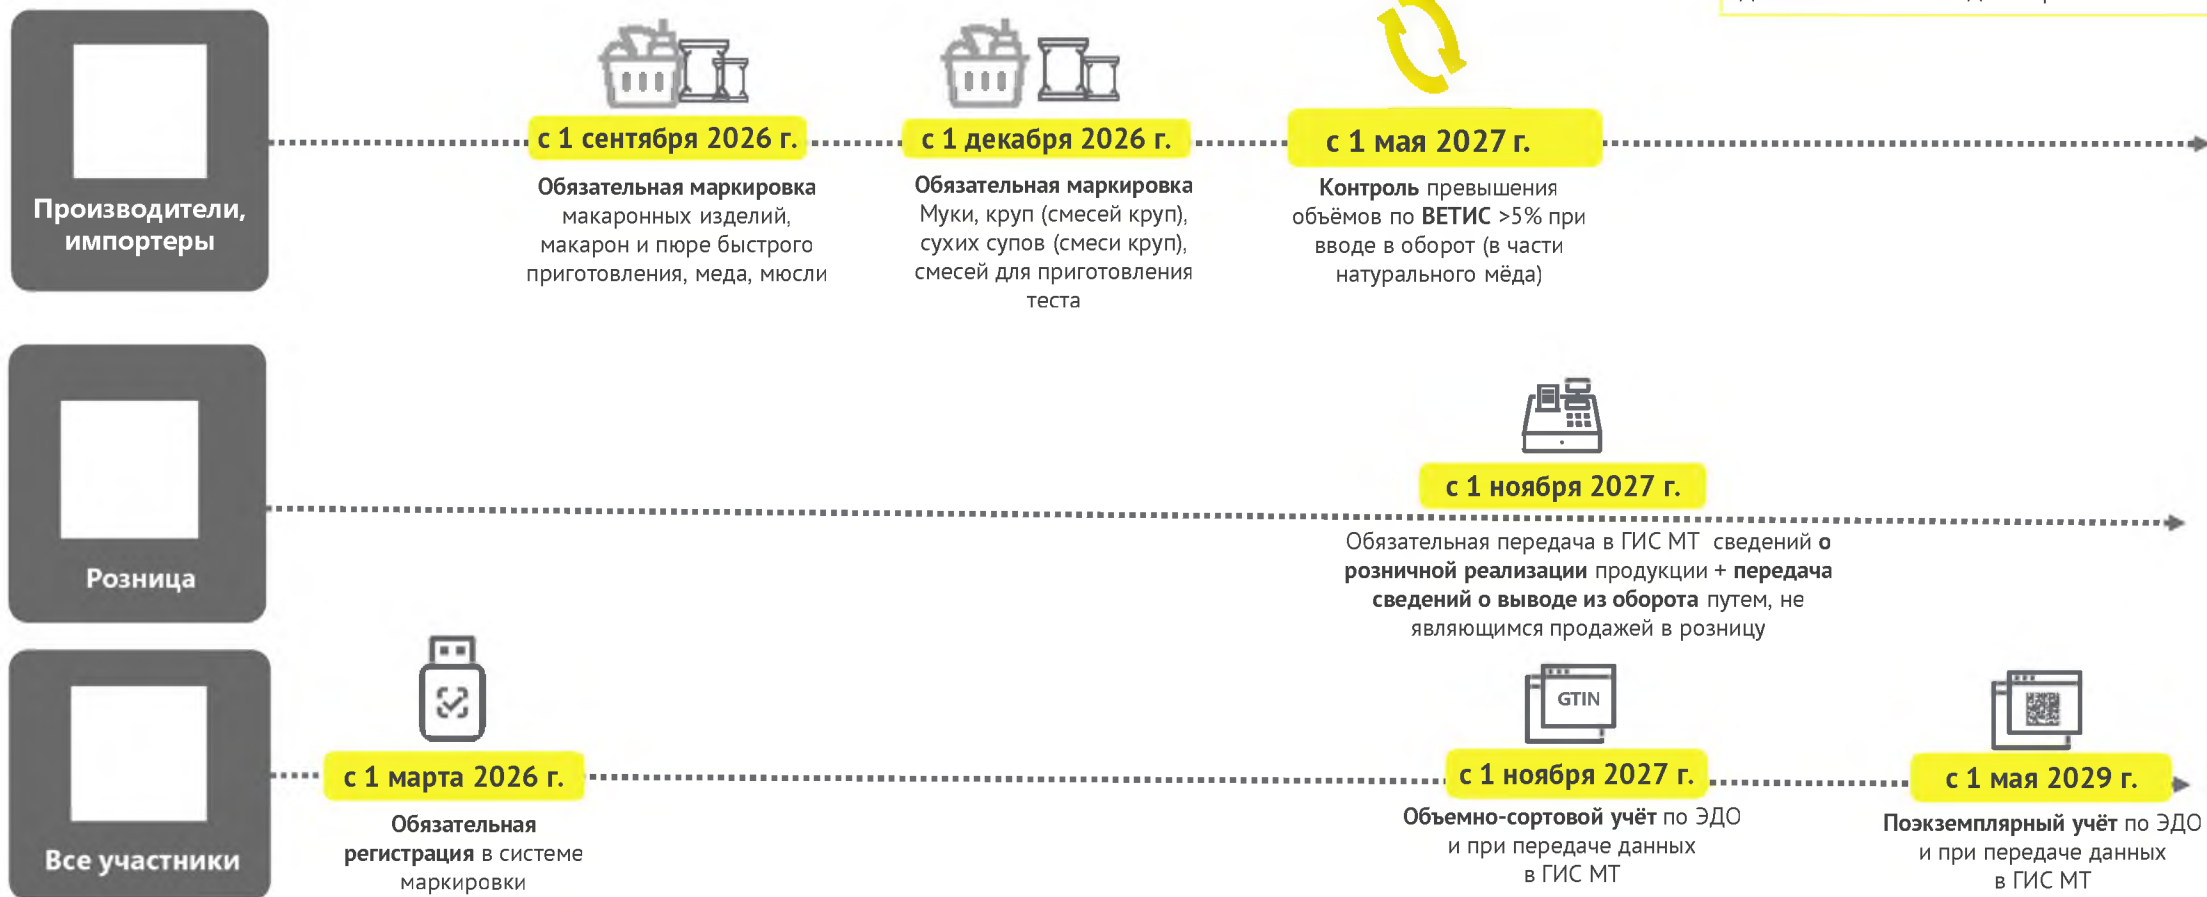 с 1 сентября 2026 г.
с 1 декабря 2026 г.
с 1 мая 2027 г.
Производители,
импортеры
Обязательная маркировка
макаронных изделий,
макарон и пюре быстрого
приготовления, меда, мюсли
Обязательная маркировка
Муки, круп (смесей круп),
сухих супов (смеси круп),
смесей для приготовления
теста
Контроль превышения
объёмов по ВЕТИС >5% при
вводе в оборот (в части
натурального мёда)
Розница
с 1 ноября 2027 г.
Обязательная передача в ГИС МТ сведений о
розничной реализации продукции + передача
сведений о выводе из оборота путем, не
являющимся продажей в розницу
Все участники
с 1 марта 2026 г.
Обязательная
регистрация в системе
маркировки
GTIN
с 1 ноября 2027 г.
Объемно-сортовой учёт по ЭДО
и при передаче данных
в ГИС МТ
с 1 мая 2029 г.
Поэкземплярный учёт по ЭДО
и при передаче данных
в ГИС МТ